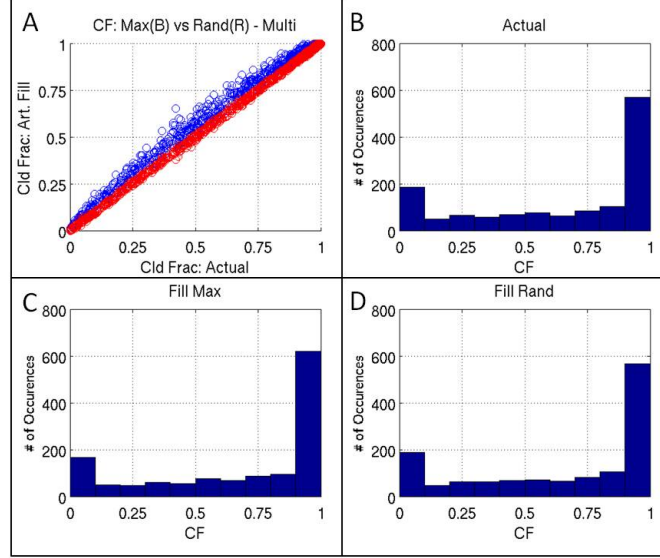 A
CF: Max(B) vs Rand(R) - Multi
1
0.75
0.5
0.25
0
0 0.25 0.5 0.75 1
Cld Frac: Art. Fill
Cld Frac: Actual
B
Actual
800
600
400
200
0
0 0.25 0.5 0.75 1
# of Occurences
CF
C
Fill Max
800
600
400
200
0
0 0.25 0.5 0.75 1
# of Occurences
CF
D
Fill Rand
800
600
400
200
0
0 0.25 0.5 0.75 1
# of Occurences
CF